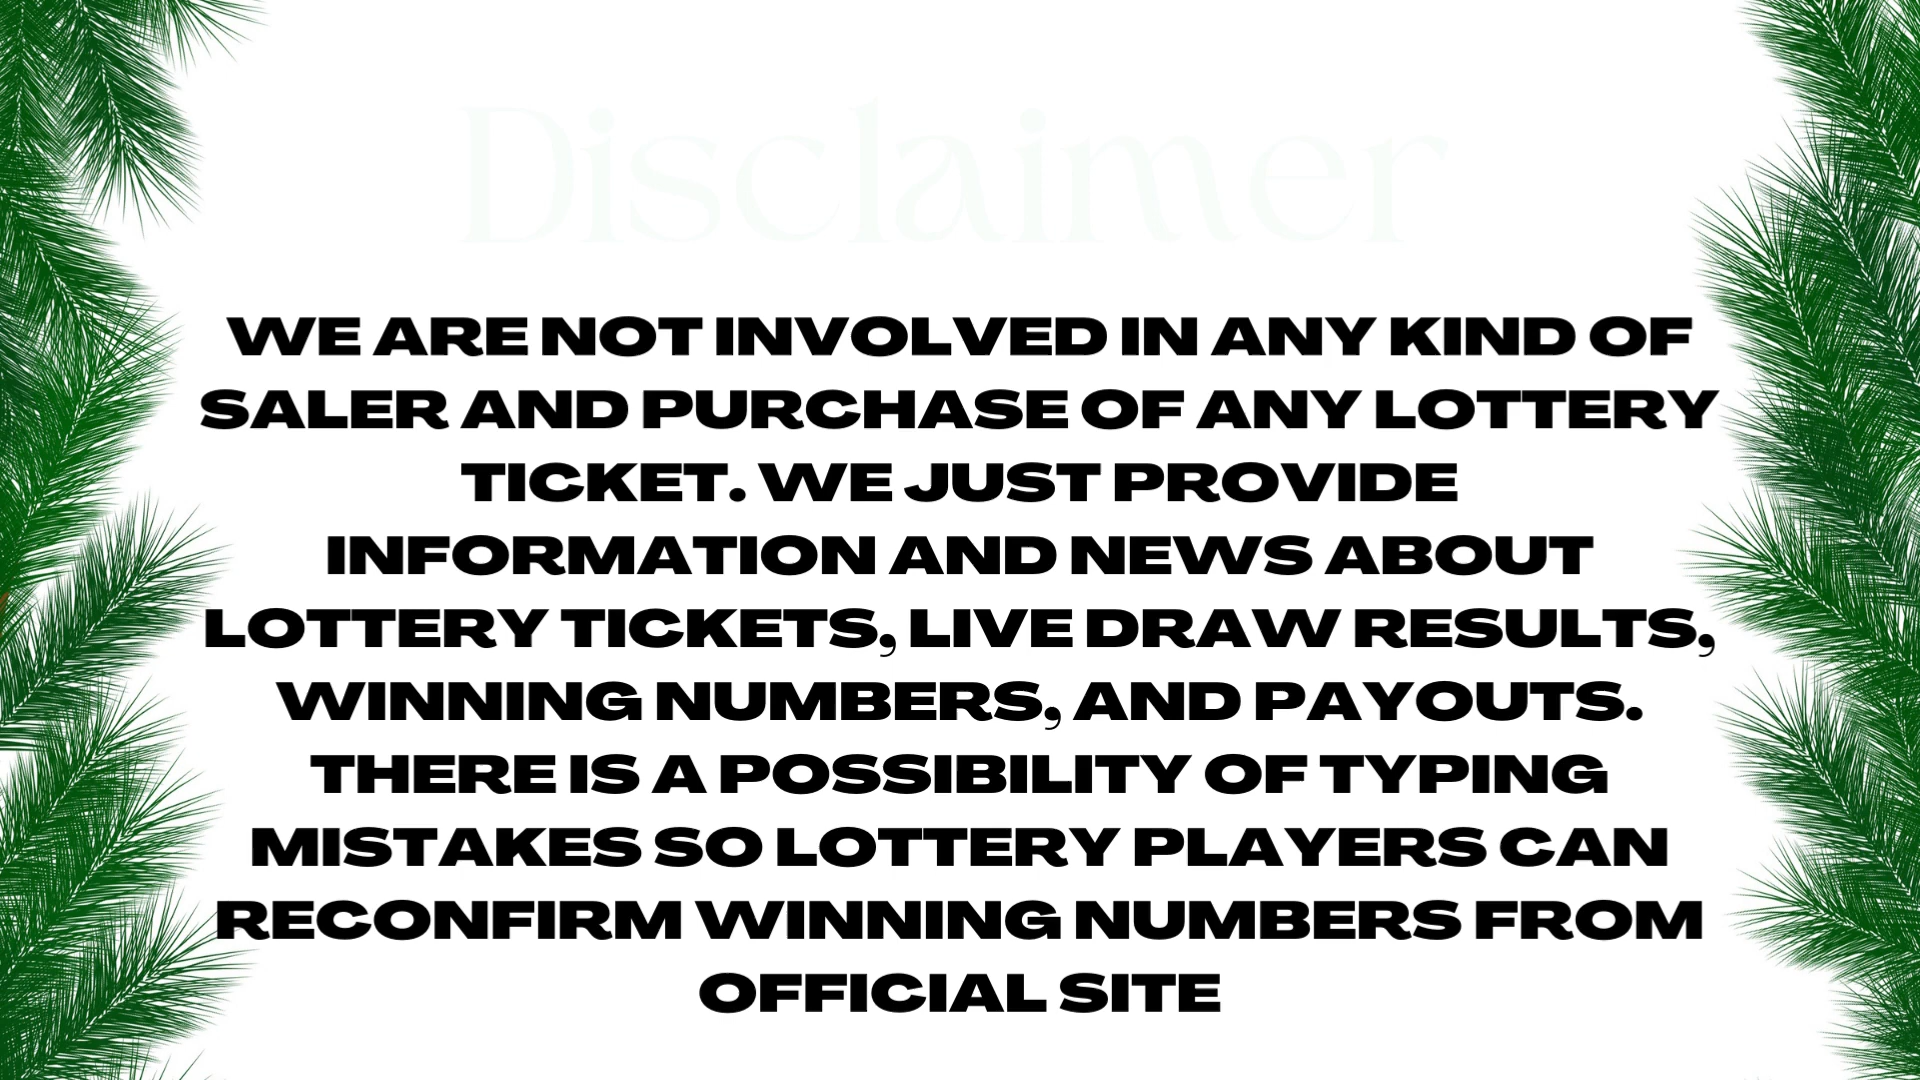 Disclaimer
WE ARE NOT INVOLVED IN ANY KIND OF
SALER AND PURCHASE OF ANY LOTTERY
TICKET. WE JUST PROVIDE
INFORMATION AND NEWS ABOUT
LOTTERY TICKETS, LIVE DRAW RESULTS,
WINNING NUMBERS, AND PAYOUTS.
THERE IS A POSSIBILITY OF TYPING
MISTAKES SO LOTTERY PLAYERS CAN
RECONFIRM WINNING NUMBERS FROM
OFFICIAL SITE